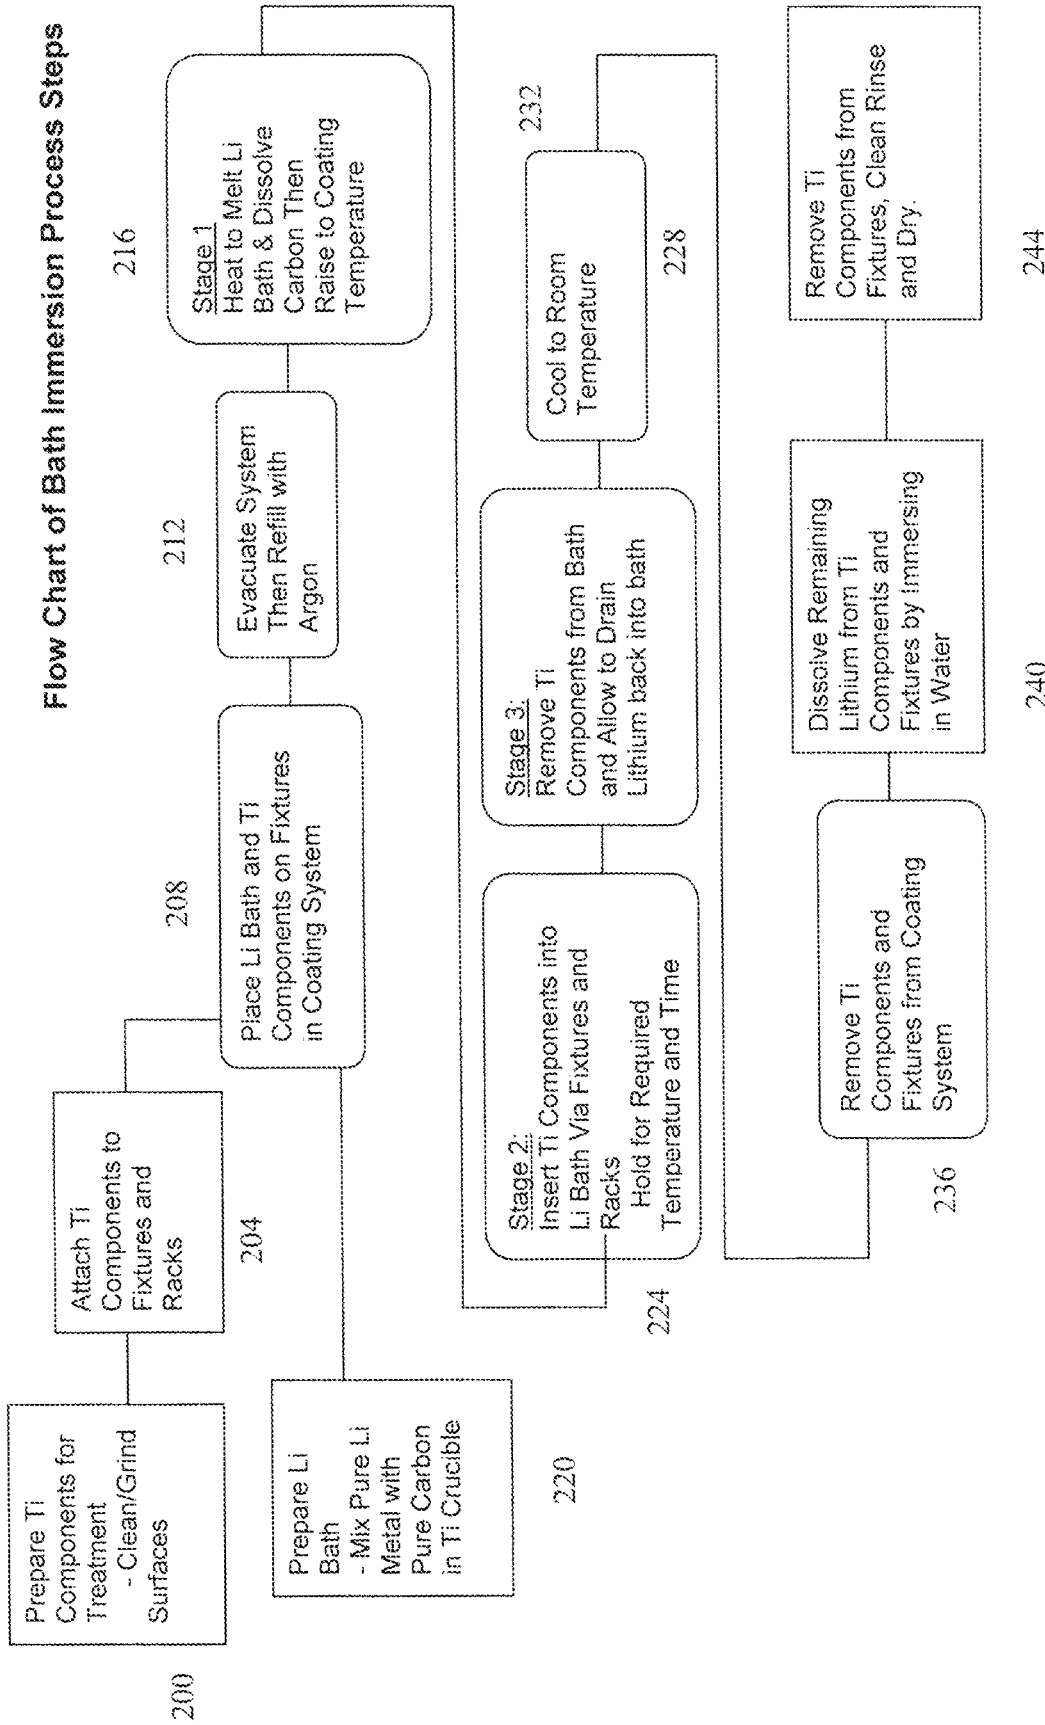 Flow Chart of Bath Immersion Process Steps
200
Prepare Ti
Components for
Treatment
- Clean/Grind
Surfaces
204
Attach Ti
Components to
Fixtures and
Racks
220
Prepare Li
Bath
- Mix Pure Li
Metal with
Pure Carbon
in Ti Crucible
208
Place Li Bath and Ti
Components on Fixtures
in Coating System
212
Evacuate System
Then Refill with
Argon
216
Stage 1
Heat to Melt Li
Bath & Dissolve
Carbon Then
Raise to Coating
Temperature
224
Stage 2:
Insert Ti Components into
Li Bath Via Fixtures and
Racks
Hold for Required
Temperature and Time
228
Stage 3:
Remove Ti
Components from Bath
and Allow to Drain
Lithium back into bath
232
Cool to Room
Temperature
236
Remove Ti
Components and
Fixtures from Coating
System
240
Dissolve Remaining
Lithium from Ti
Components and
Fixtures by Immersing
in Water
244
Remove Ti
Components from
Fixtures, Clean Rinse
and Dry.